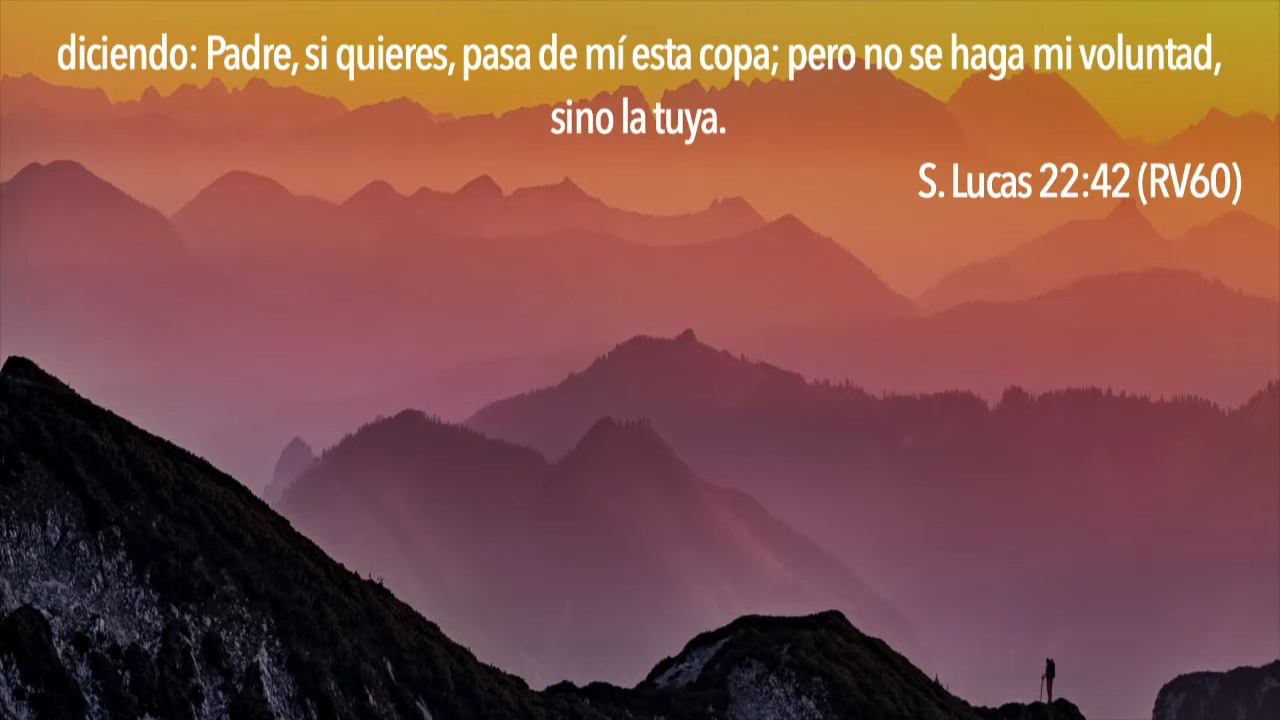 diciendo: Padre, si quieres, pasa de mí esta copa; pero no se haga mi voluntad,
sino la tuya.
S. Lucas 22:42 (RV60)